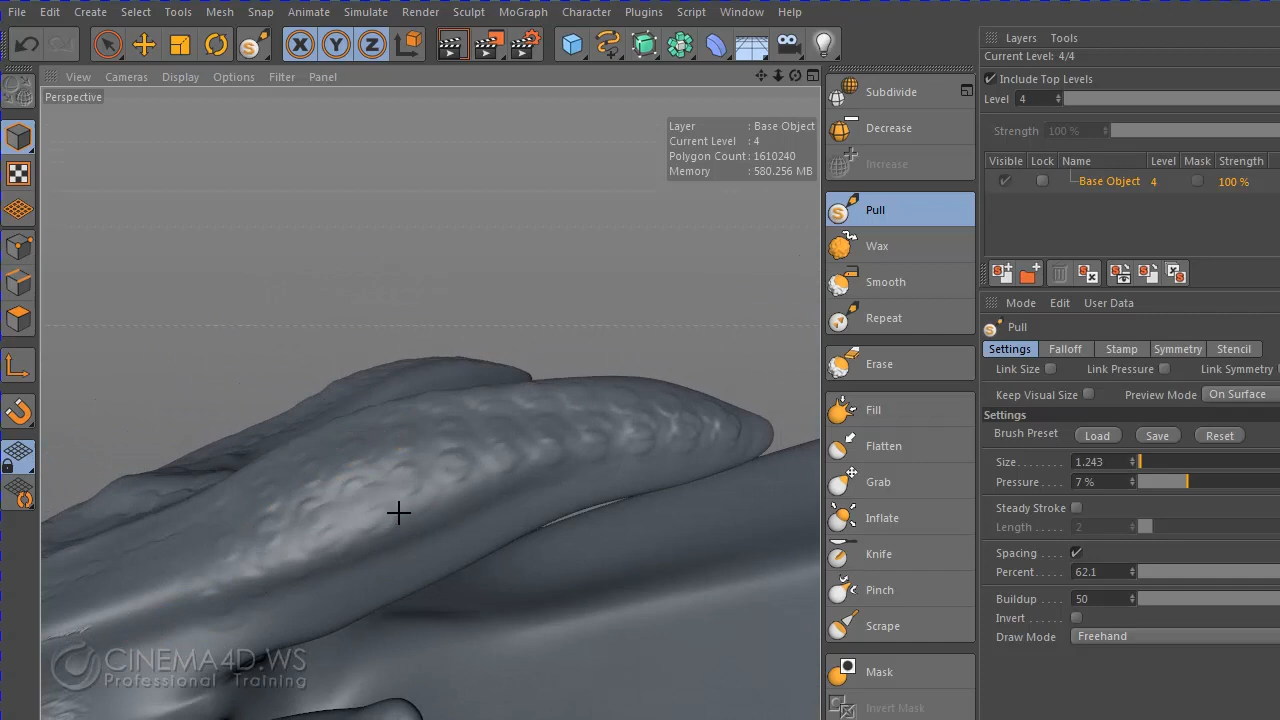 File Edit Create Select Tools Mesh Snap Animate Simulate Render Sculpt MoGraph Character Plugins Script Window Help
View Cameras Display Options Filter Panel
Perspective
Layer : Base Object
Current Level : 4
Polygon Count : 1610240
Memory : 580.256 MB
CINEMA4D.WS
Professional Training
Subdivide
Decrease
Increase
Pull
Wax
Smooth
Repeat
Erase
Fill
Flatten
Grab
Inflate
Knife
Pinch
Scrape
Mask
Invert Mask
Layers Tools
Current Level: 4/4
Include Top Levels
Level 4
Strength 100 %
Visible Lock Name Level Mask Strength
Base Object 4 100 %
Mode Edit User Data
Pull
Settings Falloff Stamp Symmetry Stencil
Link Size Link Pressure Link Symmetry
Keep Visual Size Preview Mode On Surface
Settings
Brush Preset Load Save Reset
Size 1.243
Pressure 7 %
Steady Stroke
Length 2
Spacing
Percent 62.1
Buildup 50
Invert
Draw Mode Freehand